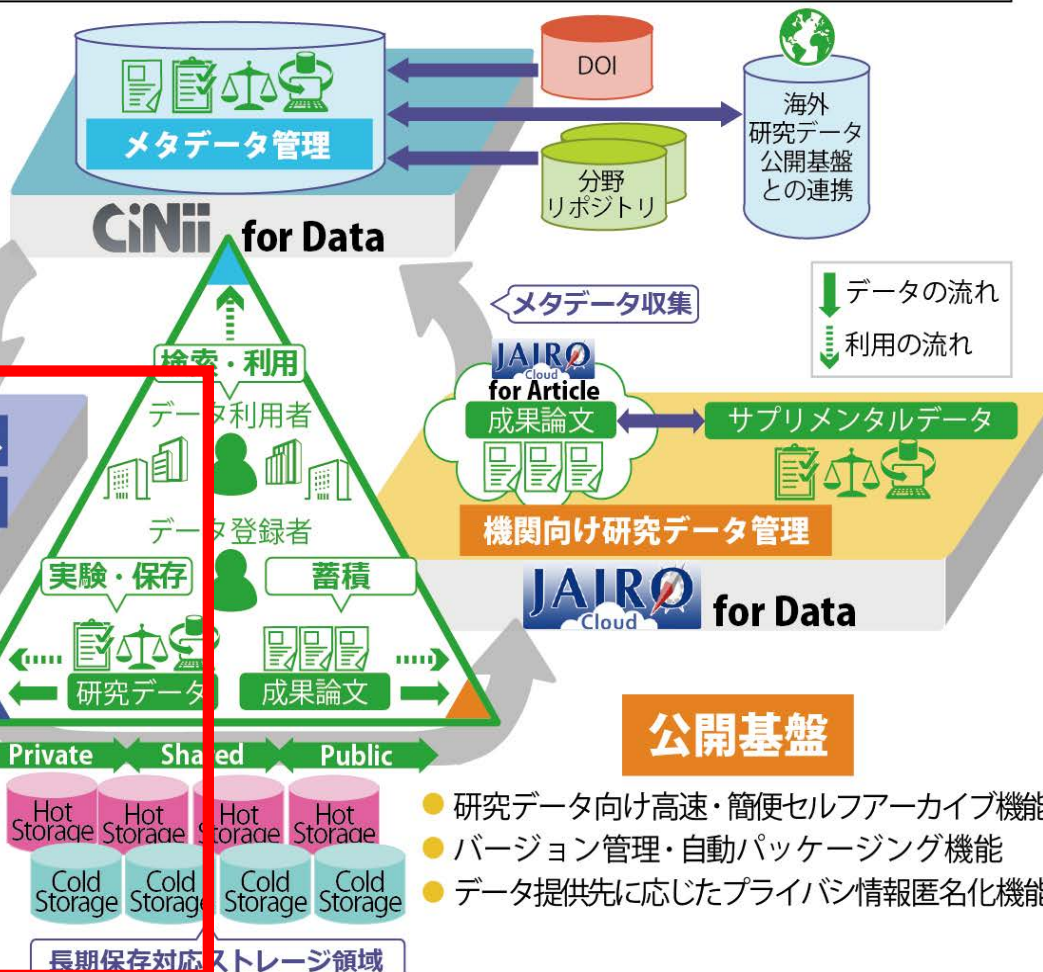 DOI
メタデータ管理
海外
研究データ
公開基盤
との連携
分野
リポジトリ
CiNii for Data
メタデータ収集
データの流れ
利用の流れ
検索・利用
データ利用者
JAIRO
Cloud
for Article
成果論文
サプリメンタルデータ
データ登録者
機関向け研究データ管理
実験・保存
蓄積
JAIRO
Cloud
for Data
研究データ
成果論文
公開基盤
Private
Shared
Public
Hot
Storage
Hot
Storage
Hot
Storage
Hot
Storage
研究データ向け高速・簡便セルフアーカイブ機能
バージョン管理・自動パッケージング機能
Cold
Storage
Cold
Storage
Cold
Storage
Cold
Storage
データ提供先に応じたプライバシ情報匿名化機能
長期保存対応ストレージ領域